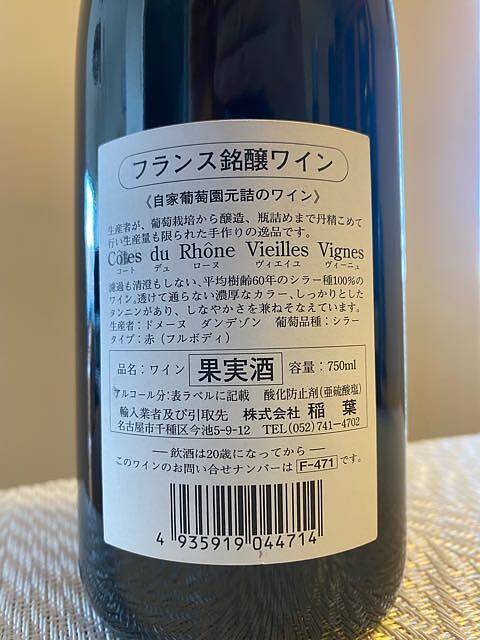 フランス銘醸ワイン
《自家葡萄園元詰のワイン》
生産者が、葡萄栽培から醸造、瓶詰めまで丹精こめて
行い生産量も限られた手作りの逸品です。
Côtes du Rhône Vieilles Vignes
コート デュ ローヌ ヴィエイユ ヴィーニュ
濾過も清澄もしない、平均樹齢60年のシラー種100%の
ワイン。透けて通らない濃厚なカラー、しっかりとした
タンニンがあり、しなやかさを兼ねそなえています。
生産者：ドメーヌ ダンデゾン 葡萄品種：シラー
タイプ：赤（フルボディ）
品名：ワイン 果実酒 容量：750ml
アルコール分：表ラベルに記載 酸化防止剤（亜硫酸塩）
輸入業者及び引取先 株式会社 稲葉
名古屋市千種区今池5-9-12 TEL(052)741-4702
──飲酒は20歳になってから──
このワインのお問い合せナンバーは F-471 です。
4 935919 044714